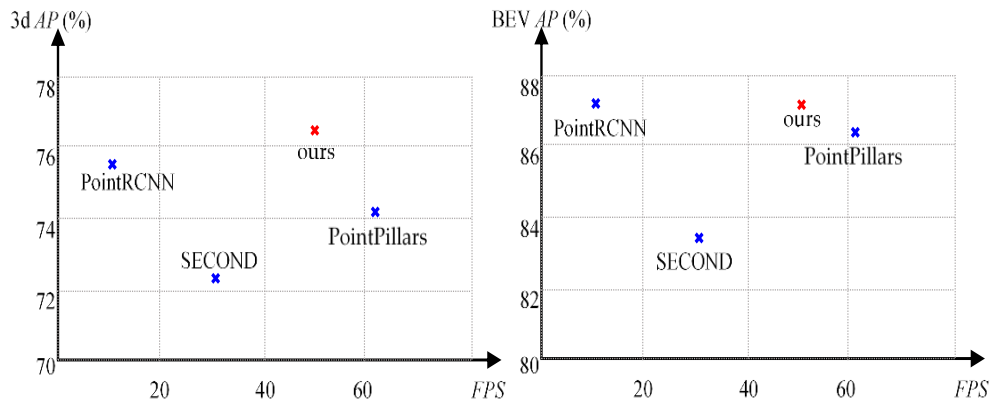 3d AP (%)
78
76
74
72
70
PointRCNN
ours
SECOND
PointPillars
20 40 60 FPS
BEV AP (%)
88
86
84
82
80
PointRCNN
ours
PointPillars
SECOND
20 40 60 FPS